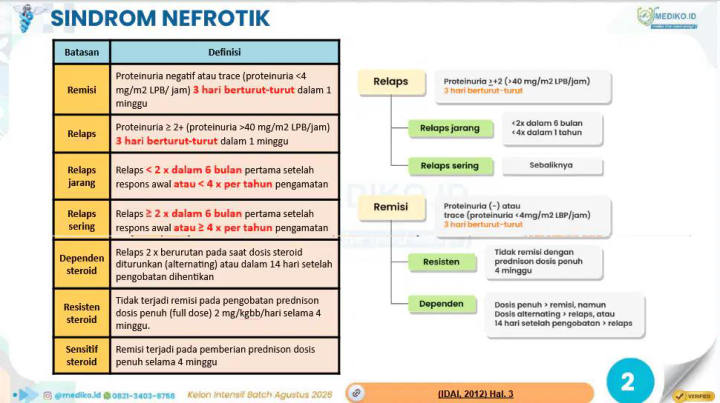 SINDROM NEFROTIK
MEDIKO.ID
Batasan
Definisi
Remisi
Proteinuria negatif atau trace (proteinuria <4
mg/m2 LPB/ jam) 3 hari berturut-turut dalam 1
minggu
Relaps
Proteinuria ≥ 2+ (proteinuria >40 mg/m2 LPB/jam)
3 hari berturut-turut dalam 1 minggu
Relaps
jarang
Relaps < 2 x dalam 6 bulan pertama setelah
respons awal atau < 4 x per tahun pengamatan
Relaps
sering
Relaps ≥ 2 x dalam 6 bulan pertama setelah
respons awal atau ≥ 4 x per tahun pengamatan
Dependen
steroid
Relaps 2 x berurutan pada saat dosis steroid
diturunkan (alternating) atau dalam 14 hari setelah
pengobatan dihentikan
Resisten
steroid
Tidak terjadi remisi pada pengobatan prednison
dosis penuh (full dose) 2 mg/kgbb/hari selama 4
minggu.
Sensitif
steroid
Remisi terjadi pada pemberian prednison dosis
penuh selama 4 minggu
Relaps
Proteinuria ≥+2 (>40 mg/m2 LPB/jam)
3 hari berturut-turut
Relaps jarang
<2x dalam 6 bulan
<4x dalam 1 tahun
Relaps sering
Sebaliknya
MEDIKO.ID
Remisi
Proteinuria (-) atau
trace (proteinuria <4mg/m2 LBP/jam)
3 hari berturut-turut
Resisten
Tidak remisi dengan
prednison dosis penuh
4 minggu
Dependen
Dosis penuh > remisi, namun
Dosis alternating > relaps, atau
14 hari setelah pengobatan > relaps
2
@mediko.id 0821-3403-8768
Kelon Intensif Batch Agustus 2026
(IDAI, 2012) Hal. 3
VERIFIED